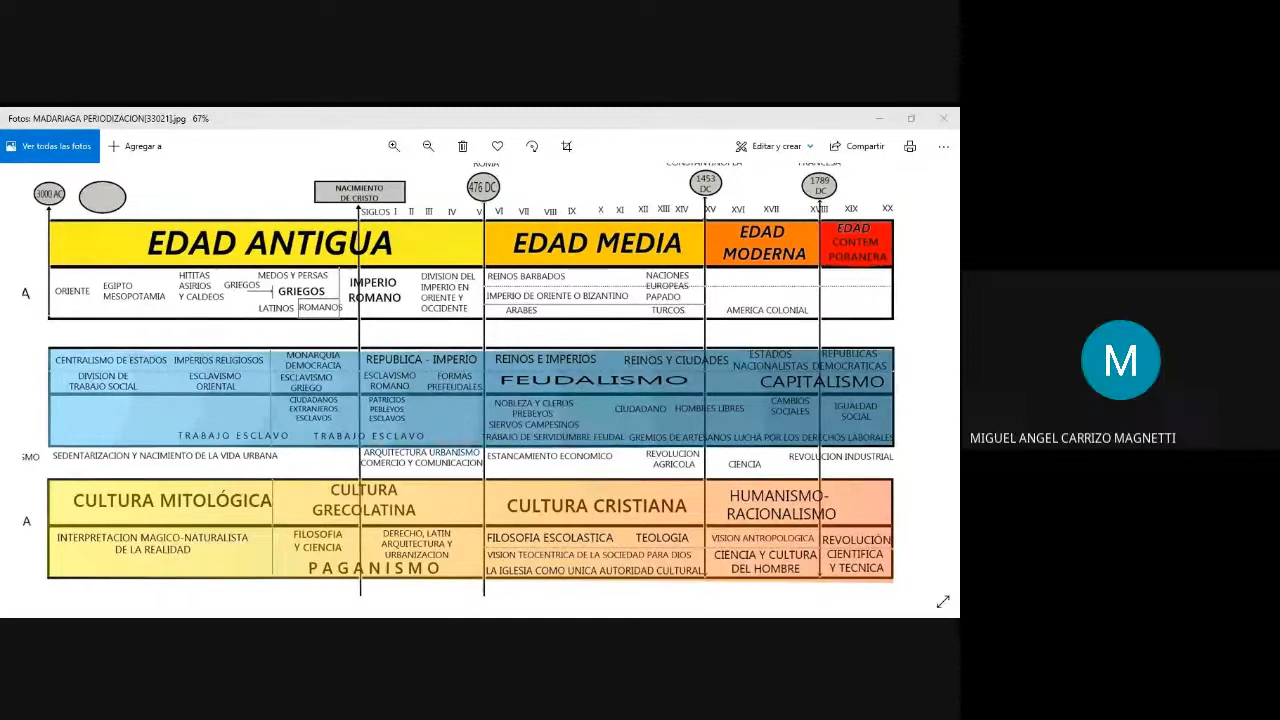 Fotos: MADARIAGA PERIODIZACION[33021].jpg 67%
Ver todas las fotos
Agregar a
Editar y crear
Compartir
ROMA
CONSTANTINOPLA
FRANCESA
3000 AC
NACIMIENTO
DE CRISTO
476 DC
1453
DC
1789
DC
SIGLOS I II III IV V VI VII VIII IX X XI XII XIII XIV XV XVI XVII XVIII XIX XX
EDAD ANTIGUA
EDAD MEDIA
EDAD
MODERNA
EDAD
CONTEM
PORANERA
A
ORIENTE
EGIPTO
MESOPOTAMIA
HITITAS
ASIRIOS
Y CALDEOS
GRIEGOS
MEDOS Y PERSAS
GRIEGOS
LATINOS
ROMANOS
IMPERIO
ROMANO
DIVISION DEL
IMPERIO EN
ORIENTE Y
OCCIDENTE
REINOS BARBADOS
IMPERIO DE ORIENTE O BIZANTINO
ARABES
NACIONES
EUROPEAS
PAPADO
TURCOS
AMERICA COLONIAL
CENTRALISMO DE ESTADOS
IMPERIOS RELIGIOSOS
MONARQUIA
DEMOCRACIA
REPUBLICA - IMPERIO
REINOS E IMPERIOS
REINOS Y CIUDADES
ESTADOS
NACIONALISTAS
REPUBLICAS
DEMOCRATICAS
DIVISION DE
TRABAJO SOCIAL
ESCLAVISMO
ORIENTAL
ESCLAVISMO
GRIEGO
ESCLAVISMO
ROMANO
FORMAS
PREFEUDALES
FEUDALISMO
CAPITALISMO
CIUDADANOS
EXTRANJEROS
ESCLAVOS
PATRICIOS
PEBLEYOS
ESCLAVOS
NOBLEZA Y CLEROS
PREBEYOS
SIERVOS CAMPESINOS
CIUDADANO
HOMBRES LIBRES
CAMBIOS
SOCIALES
IGUALDAD
SOCIAL
TRABAJO ESCLAVO
TRABAJO ESCLAVO
TRABAJO DE SERVIDUMBRE FEUDAL
GREMIOS DE ARTESANOS
LUCHA POR LOS DERECHOS LABORALES
SMO
SEDENTARIZACION Y NACIMIENTO DE LA VIDA URBANA
ARQUITECTURA URBANISMO
COMERCIO Y COMUNICACION
ESTANCAMIENTO ECONOMICO
REVOLUCION
AGRICOLA
CIENCIA
REVOLUCION INDUSTRIAL
A
CULTURA MITOLÓGICA
CULTURA
GRECOLATINA
CULTURA CRISTIANA
HUMANISMO-
RACIONALISMO
INTERPRETACION MAGICO-NATURALISTA
DE LA REALIDAD
FILOSOFIA
Y CIENCIA
DERECHO, LATIN
ARQUITECTURA Y
URBANIZACION
PAGANISMO
FILOSOFIA ESCOLASTICA
TEOLOGIA
VISION TEOCENTRICA DE LA SOCIEDAD PARA DIOS
LA IGLESIA COMO UNICA AUTORIDAD CULTURAL
VISION ANTROPOLOGICA
CIENCIA Y CULTURA
DEL HOMBRE
REVOLUCIÓN
CIENTIFICA
Y TECNICA
M
MIGUEL ANGEL CARRIZO MAGNETTI